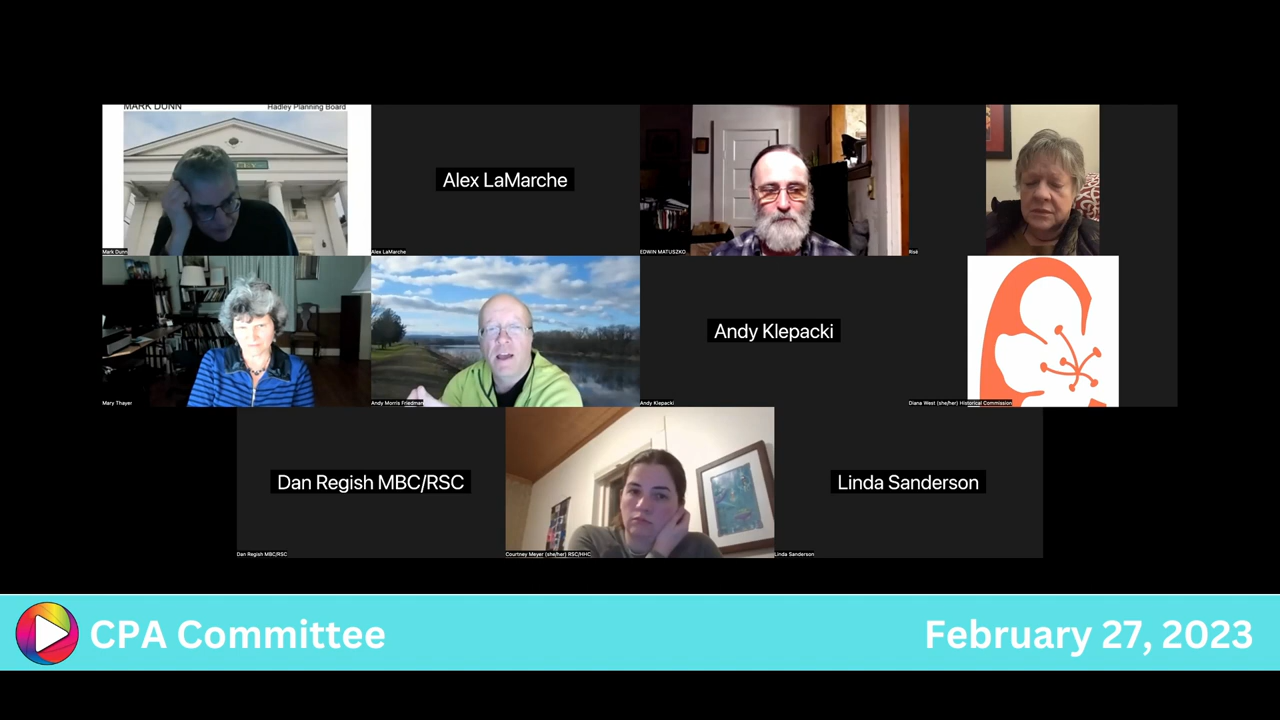 MARK DUNN
Hadley Planning Board
Mark Dunn
Alex LaMarche
Alex LaMarche
EDWIN MATUSZKO
Risë
Mary Thayer
Andy Morris Friedman
Andy Klepacki
Andy Klepacki
Diana West (she/her) Historical Commission
Dan Regish MBC/RSC
Dan Regish MBC/RSC
Courtney Meyer (she/her) RSC/HHC
Linda Sanderson
Linda Sanderson
CPA Committee
February 27, 2023